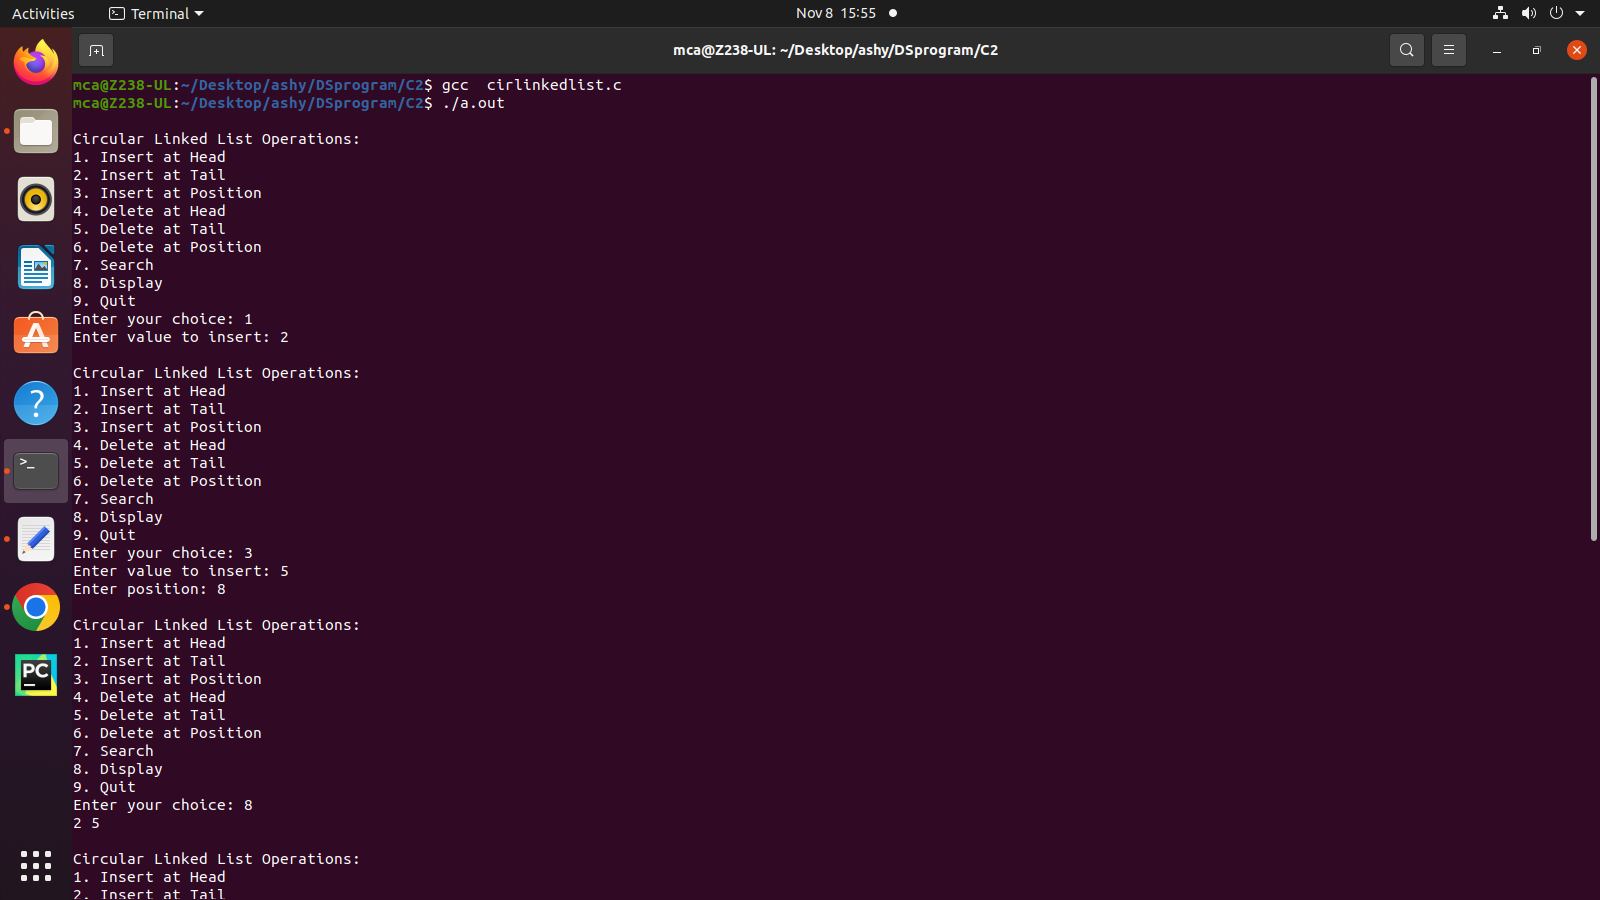 Activities Terminal Nov 8 15:55
mca@Z238-UL: ~/Desktop/ashy/DSprogram/C2
mca@Z238-UL:~/Desktop/ashy/DSprogram/C2$ gcc  cirlinkedlist.c
mca@Z238-UL:~/Desktop/ashy/DSprogram/C2$ ./a.out
Circular Linked List Operations:
1. Insert at Head
2. Insert at Tail
3. Insert at Position
4. Delete at Head
5. Delete at Tail
6. Delete at Position
7. Search
8. Display
9. Quit
Enter your choice: 1
Enter value to insert: 2
Circular Linked List Operations:
1. Insert at Head
2. Insert at Tail
3. Insert at Position
4. Delete at Head
5. Delete at Tail
6. Delete at Position
7. Search
8. Display
9. Quit
Enter your choice: 3
Enter value to insert: 5
Enter position: 8
Circular Linked List Operations:
1. Insert at Head
2. Insert at Tail
3. Insert at Position
4. Delete at Head
5. Delete at Tail
6. Delete at Position
7. Search
8. Display
9. Quit
Enter your choice: 8
2 5
Circular Linked List Operations:
1. Insert at Head
2. Insert at Tail
PC